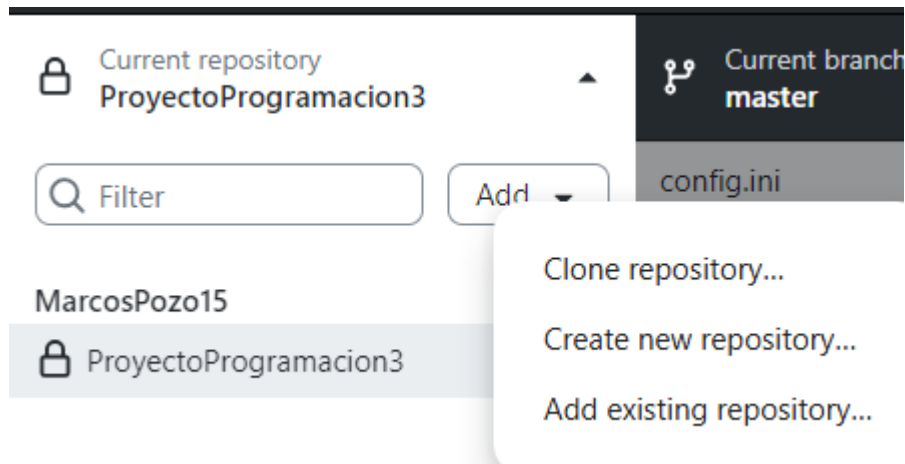 Current repository
ProyectoProgramacion3
Current branch
master
Filter
Add
config.ini
Clone repository...
MarcosPozo15
Create new repository...
ProyectoProgramacion3
Add existing repository...